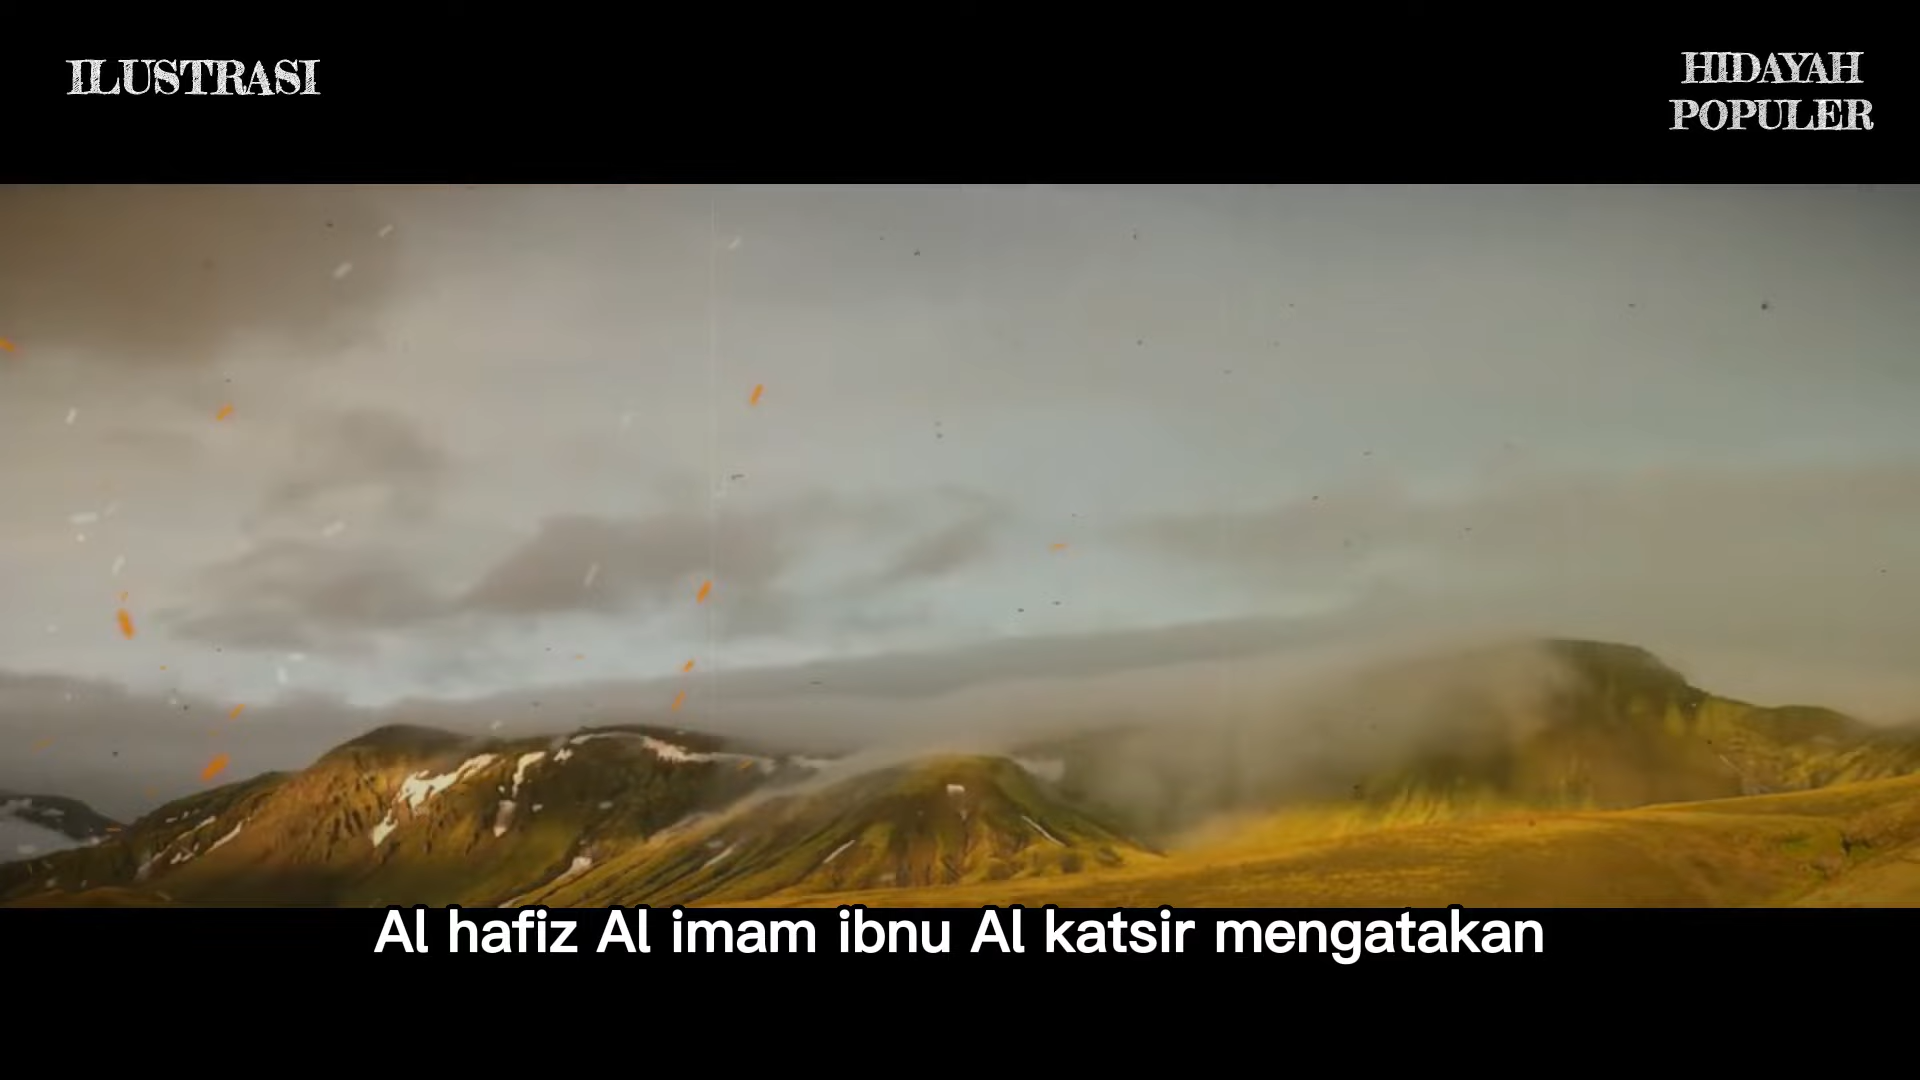 ILUSTRASI
HIDAYAH
POPULER
Al hafiz Al imam ibnu Al katsir mengatakan